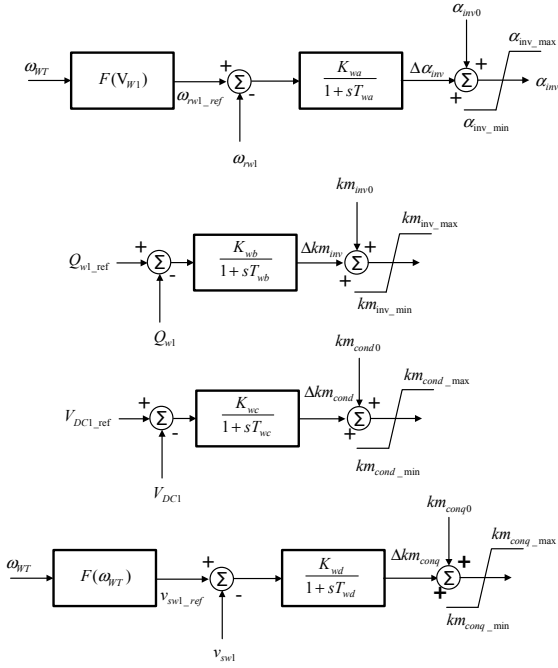 α_inv0
α_inv_max
ω_WT
F(V_W1)
+
Σ
-
K_wa
1 + sT_wa
Δα_inv
+
Σ
+
α_inv
ω_rw1_ref
α_inv_min
ω_rw1
km_inv0
km_inv_max
Q_w1_ref
+
Σ
-
K_wb
1 + sT_wb
Δkm_inv
+
Σ
+
km_inv_min
Q_w1
km_cond0
km_cond_max
V_DC1_ref
+
Σ
-
K_wc
1 + sT_wc
Δkm_cond
+
Σ
+
km_cond_min
V_DC1
km_conq0
km_conq_max
ω_WT
F(ω_WT)
+
Σ
-
K_wd
1 + sT_wd
Δkm_conq
+
Σ
+
v_sw1_ref
km_conq_min
v_sw1